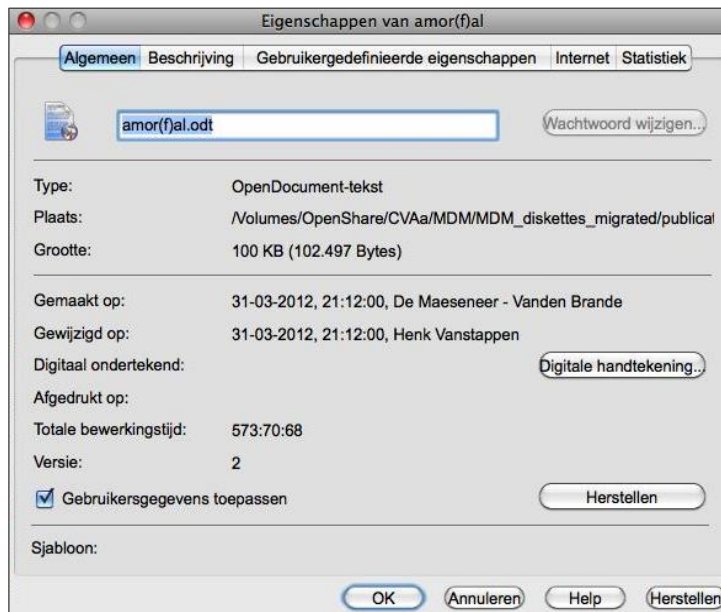 Eigenschappen van amor(f)al
Algemeen Beschrijving Gebruikergedefinieerde eigenschappen Internet Statistiek
amor(f)al.odt Wachtwoord wijzigen...
Type: OpenDocument-tekst
Plaats: /Volumes/OpenShare/CVAa/MDM/MDM_diskettes_migrated/publicat
Grootte: 100 KB (102.497 Bytes)
Gemaakt op: 31-03-2012, 21:12:00, De Maeseneer - Vanden Brande
Gewijzigd op: 31-03-2012, 21:12:00, Henk Vanstappen
Digitaal ondertekend: Digitale handtekening...
Afgedrukt op:
Totale bewerkingstijd: 573:70:68
Versie: 2
Gebruikersgegevens toepassen Herstellen
Sjabloon:
OK Annuleren Help Herstellen